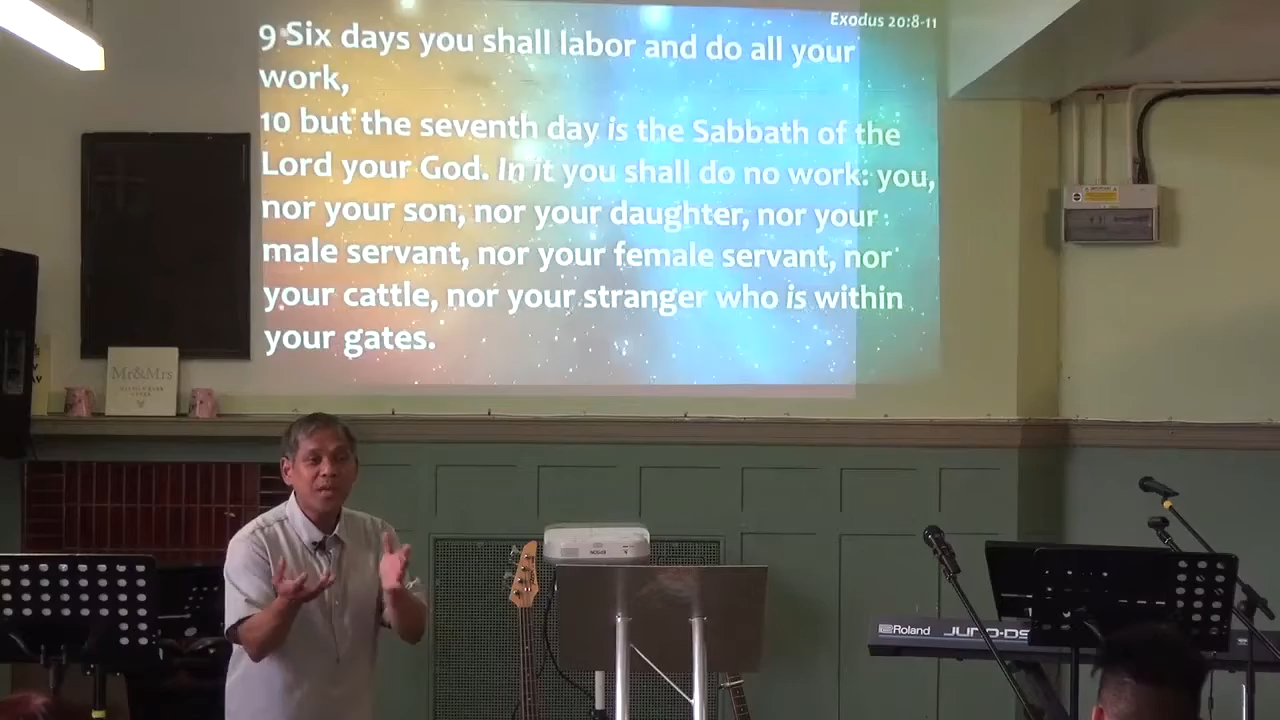 Exodus 20:8-11
9 Six days you shall labor and do all your
work,
10 but the seventh day is the Sabbath of the
Lord your God. In it you shall do no work: you,
nor your son, nor your daughter, nor your
male servant, nor your female servant, nor
your cattle, nor your stranger who is within
your gates.
Mr&Mrs
Roland JUNO-DS